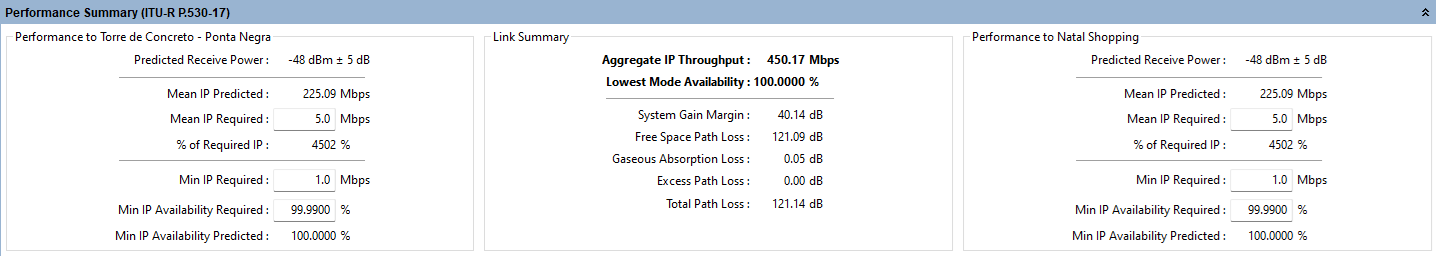 Performance Summary (ITU-R P.530-17)
Performance to Torre de Concreto - Ponta Negra
Predicted Receive Power : -48 dBm ± 5 dB
Mean IP Predicted : 225.09 Mbps
Mean IP Required : 5.0 Mbps
% of Required IP : 4502 %
Min IP Required : 1.0 Mbps
Min IP Availability Required : 99.9900 %
Min IP Availability Predicted : 100.0000 %
Link Summary
Aggregate IP Throughput : 450.17 Mbps
Lowest Mode Availability : 100.0000 %
System Gain Margin : 40.14 dB
Free Space Path Loss : 121.09 dB
Gaseous Absorption Loss : 0.05 dB
Excess Path Loss : 0.00 dB
Total Path Loss : 121.14 dB
Performance to Natal Shopping
Predicted Receive Power : -48 dBm ± 5 dB
Mean IP Predicted : 225.09 Mbps
Mean IP Required : 5.0 Mbps
% of Required IP : 4502 %
Min IP Required : 1.0 Mbps
Min IP Availability Required : 99.9900 %
Min IP Availability Predicted : 100.0000 %